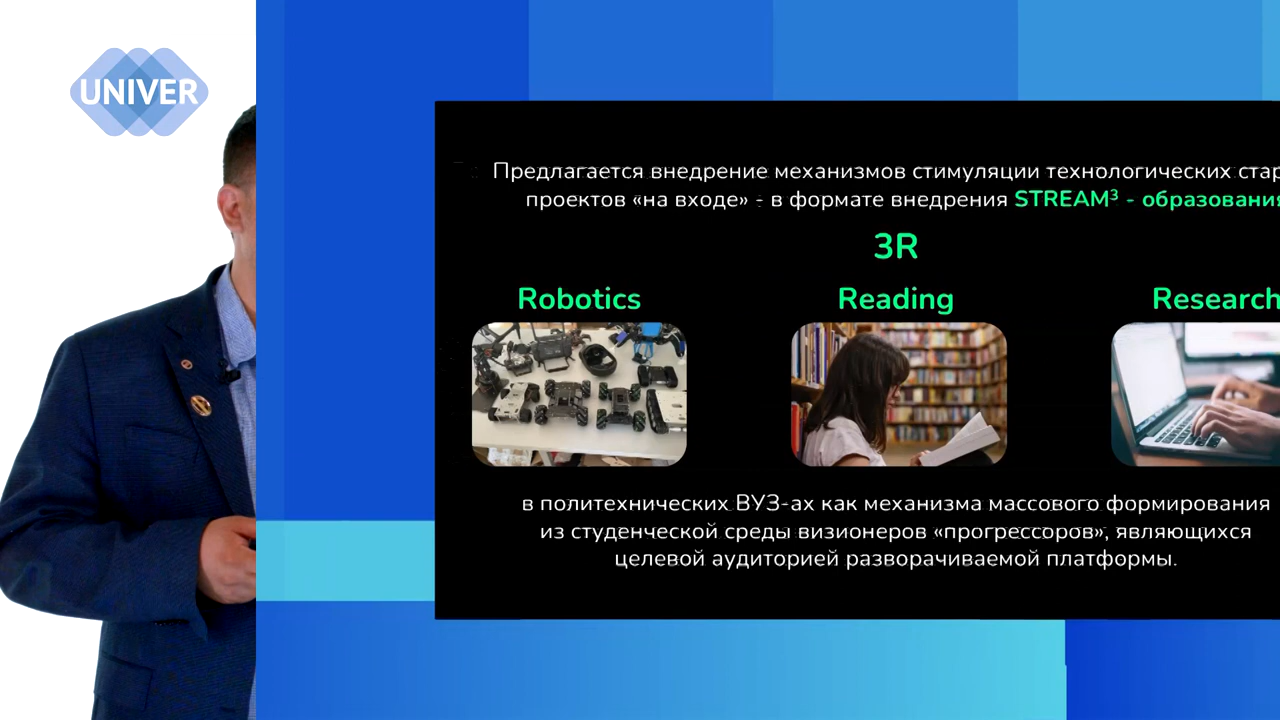 UNIVER
Предлагается внедрение механизмов стимуляции технологических стар
проектов «на входе» - в формате внедрения STREAM³ - образования
3R
Robotics Reading Research
в политехнических ВУЗ-ах как механизма массового формирования
из студенческой среды визионеров «прогрессоров», являющихся
целевой аудиторией разворачиваемой платформы.